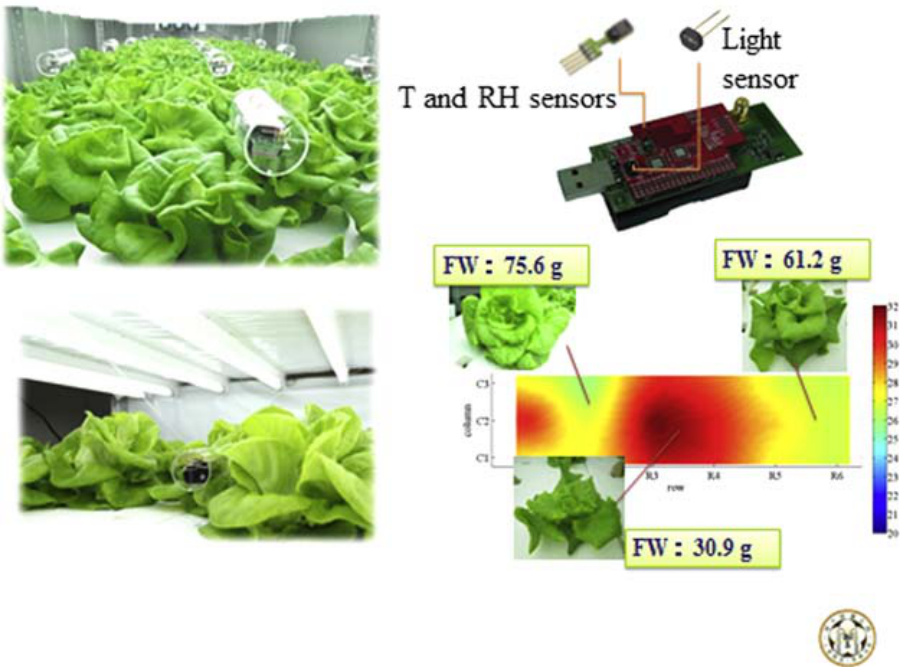 Light
sensor
T and RH sensors
FW : 75.6 g
FW : 61.2 g
32
31
30
29
28
27
26
25
24
23
22
21
20
column
C3
C2
C1
R3
R4
R5
R6
row
FW : 30.9 g